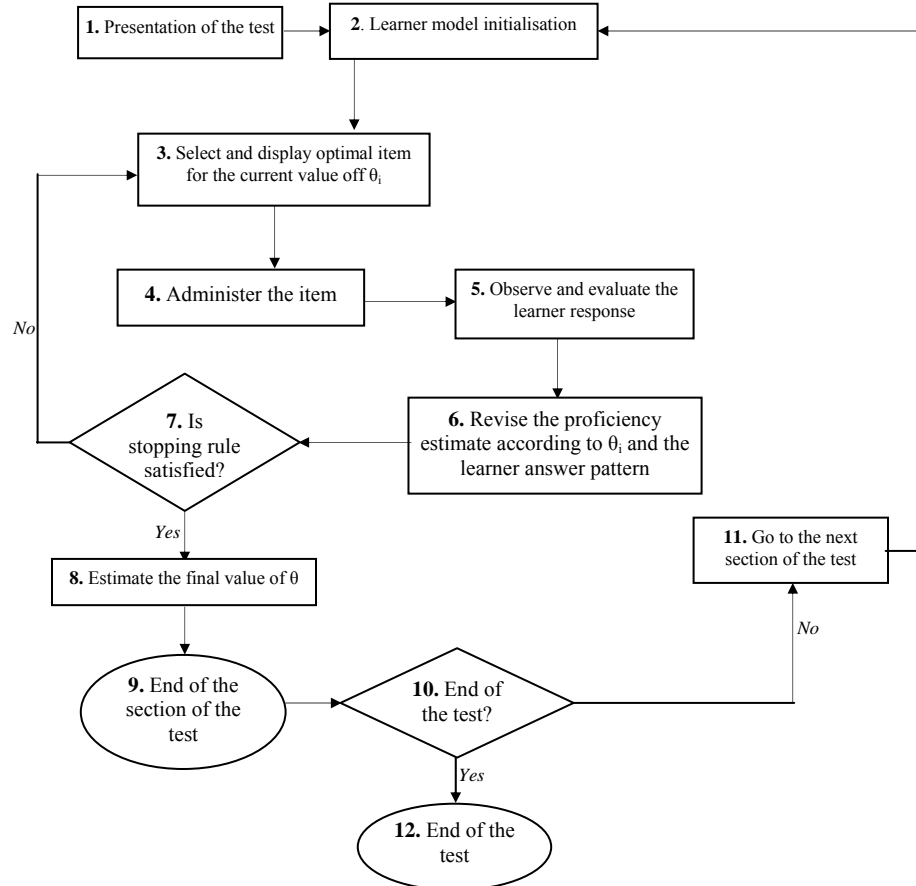 1. Presentation of the test
2. Learner model initialisation
3. Select and display optimal item
for the current value off θi
4. Administer the item
5. Observe and evaluate the
learner response
No
7. Is
stopping rule
satisfied?
6. Revise the proficiency
estimate according to θi and the
learner answer pattern
Yes
8. Estimate the final value of θ
11. Go to the next
section of the test
No
9. End of the
section of the
test
10. End of
the test?
Yes
12. End of the
test